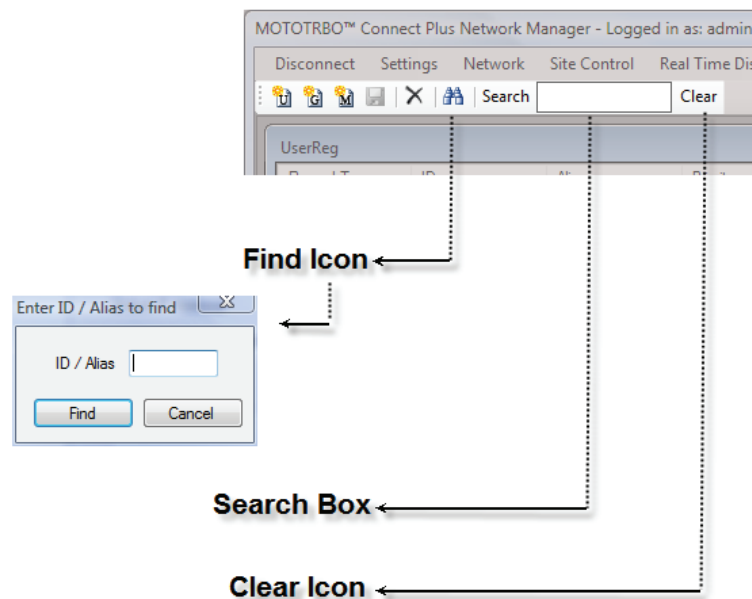 MOTOTRBO™ Connect Plus Network Manager - Logged in as: admin
Disconnect Settings Network Site Control Real Time Dis
U G M Search Clear
UserReg
ID
Find Icon
Enter ID / Alias to find
ID / Alias
Find Cancel
Search Box
Clear Icon